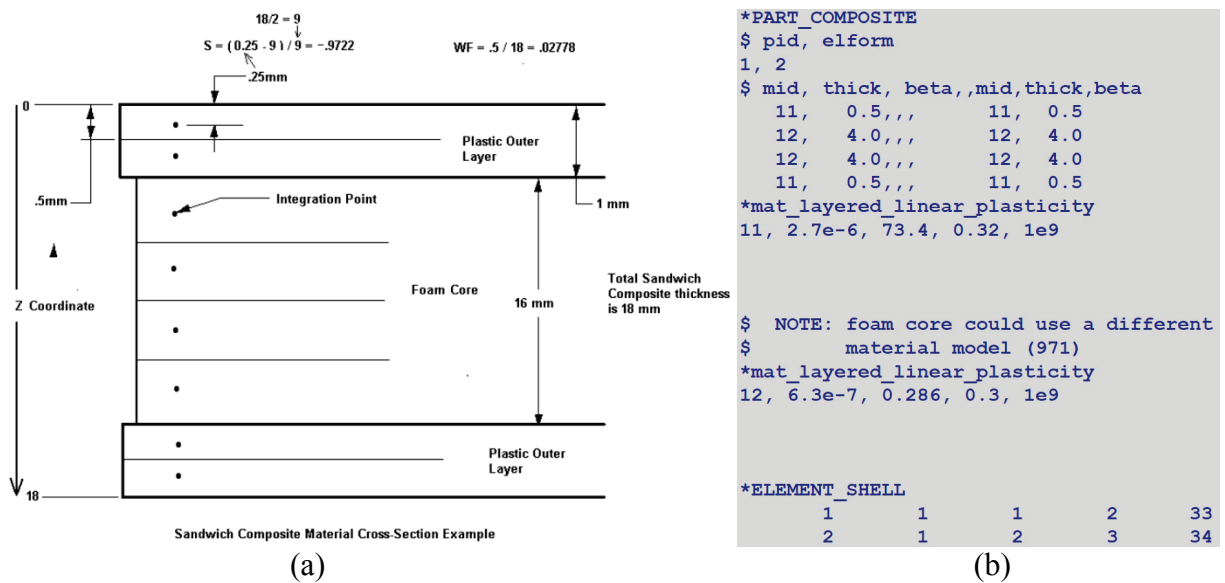 18/2 = 9
S = ( 0.25 - 9 ) / 9 = -.9722
WF = .5 / 18 = .02778
.25mm
0
Plastic Outer
Layer
.5mm
Integration Point
1 mm
Z Coordinate
Foam Core
16 mm
Total Sandwich
Composite thickness
is 18 mm
Plastic Outer
Layer
18
Sandwich Composite Material Cross-Section Example
(a)
*PART_COMPOSITE
$ pid, elform
1, 2
$ mid, thick, beta,,mid,thick,beta
11, 0.5,,, 11, 0.5
12, 4.0,,, 12, 4.0
12, 4.0,,, 12, 4.0
11, 0.5,,, 11, 0.5
*mat_layered_linear_plasticity
11, 2.7e-6, 73.4, 0.32, 1e9
$ NOTE: foam core could use a different
$ material model (971)
*mat_layered_linear_plasticity
12, 6.3e-7, 0.286, 0.3, 1e9
*ELEMENT_SHELL
1 1 1 2 33
2 1 2 3 34
(b)